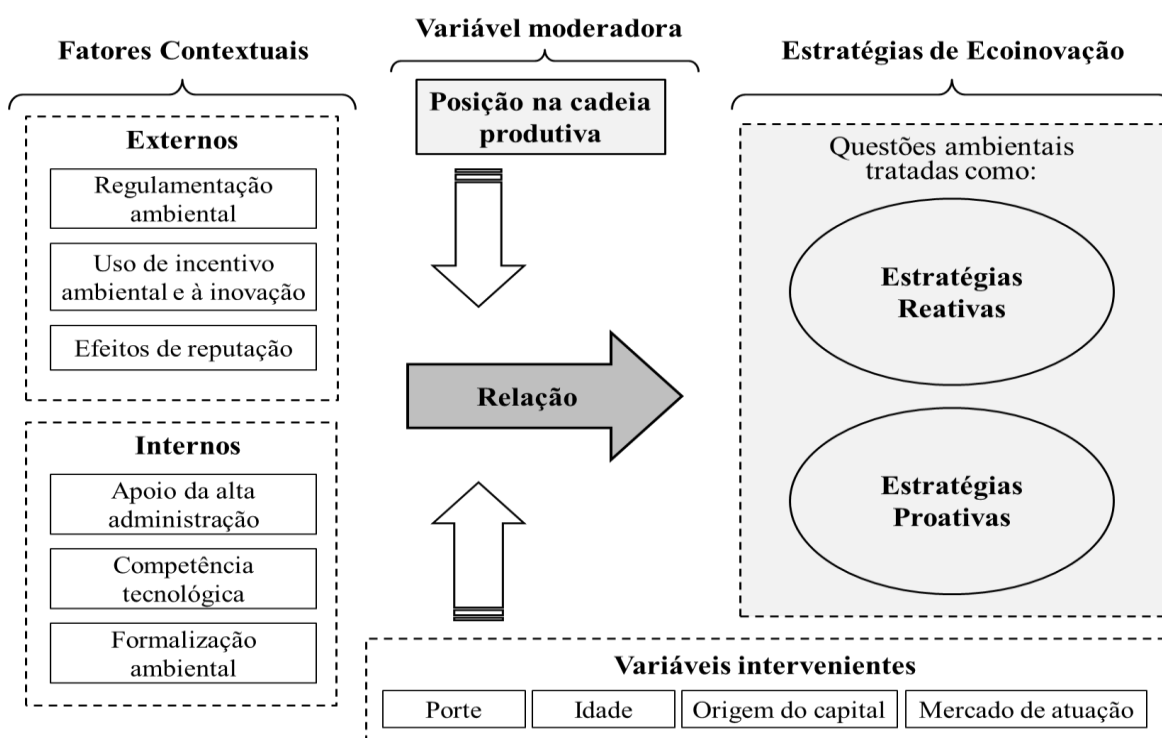 Fatores Contextuais
Externos
Regulamentação
ambiental
Uso de incentivo
ambiental e à inovação
Efeitos de reputação
Internos
Apoio da alta
administração
Competência
tecnológica
Formalização
ambiental
Variável moderadora
Posição na cadeia
produtiva
Relação
Estratégias de Ecoinovação
Questões ambientais
tratadas como:
Estratégias
Reativas
Estratégias
Proativas
Variáveis intervenientes
Porte
Idade
Origem do capital
Mercado de atuação